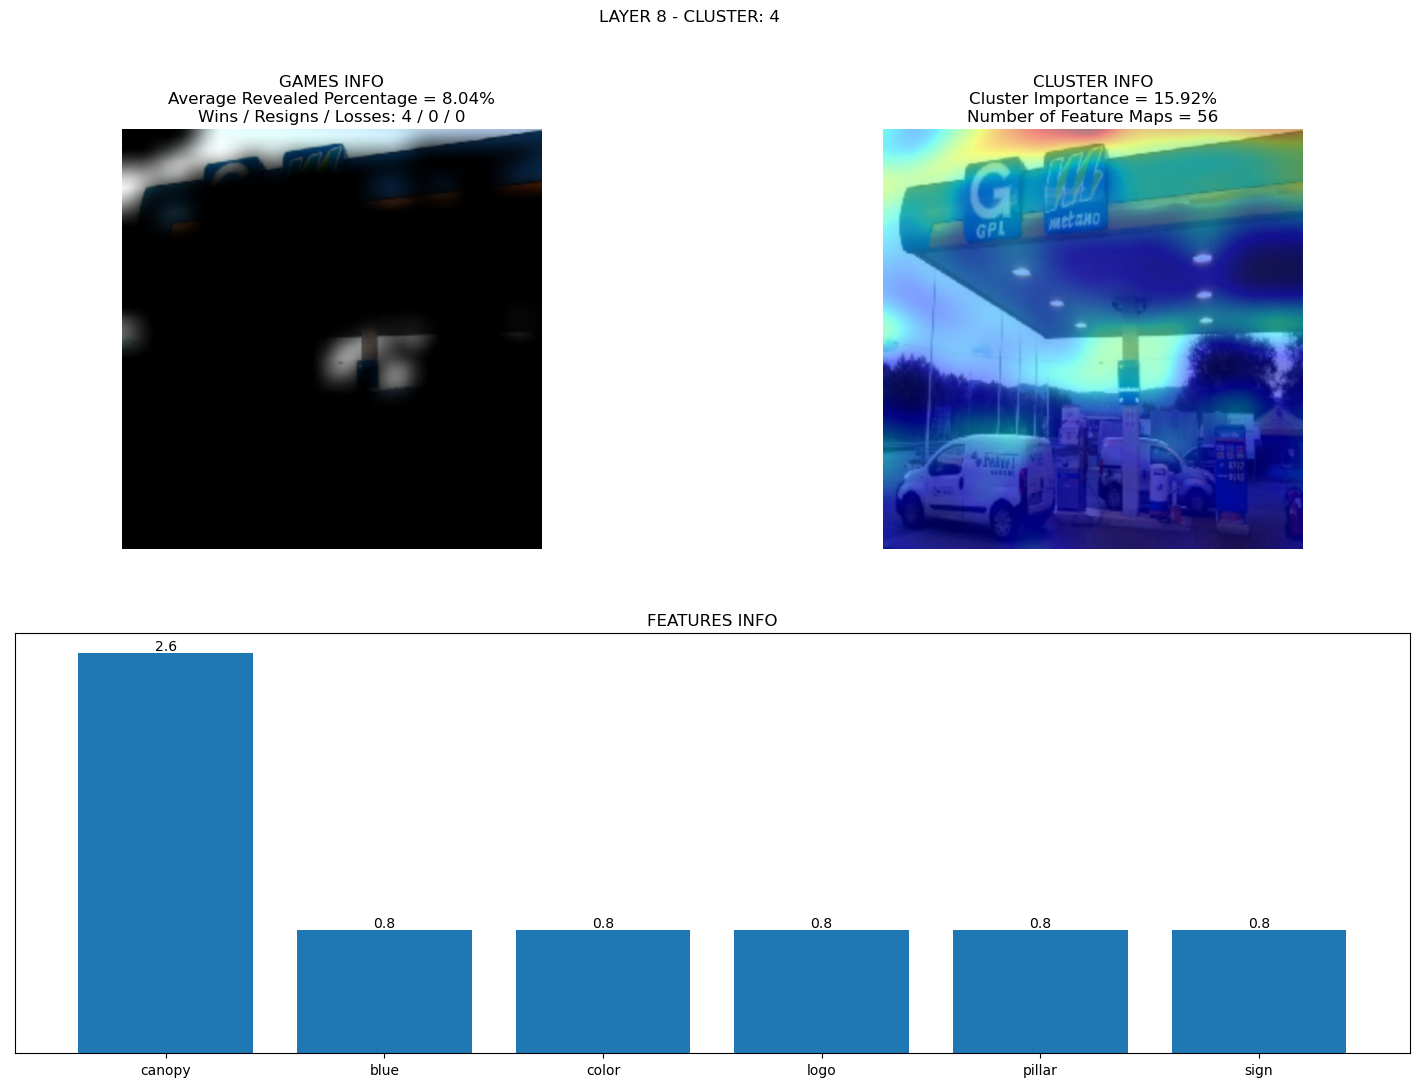 LAYER 8 - CLUSTER: 4
GAMES INFO
Average Revealed Percentage = 8.04%
Wins / Resigns / Losses: 4 / 0 / 0
CLUSTER INFO
Cluster Importance = 15.92%
Number of Feature Maps = 56
G
G
GPL
metano
FEATURES INFO
2.6
0.8
0.8
0.8
0.8
0.8
canopy
blue
color
logo
pillar
sign